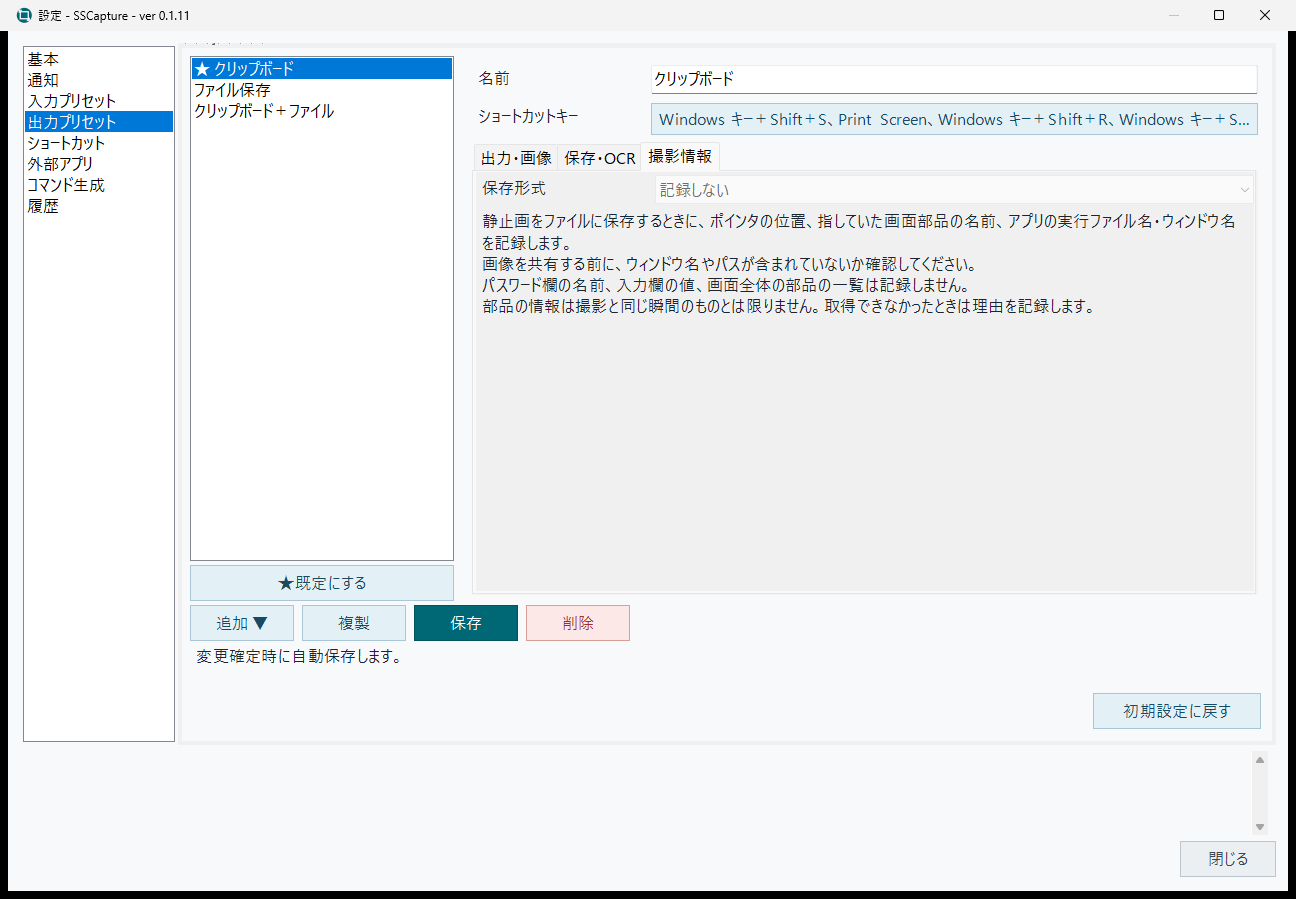 設定 - SSCapture - ver 0.1.11
基本
通知
入力プリセット
出力プリセット
ショートカット
外部アプリ
コマンド生成
履歴
★ クリップボード
ファイル保存
クリップボード＋ファイル
★既定にする
追加 ▼
複製
保存
削除
変更確定時に自動保存します。
名前
クリップボード
ショートカットキー
Windows キー＋Shift＋S、Print Screen、Windows キー＋Shift＋R、Windows キー＋S...
出力・画像
保存・OCR
撮影情報
保存形式
記録しない
静止画をファイルに保存するときに、ポインタの位置、指していた画面部品の名前、アプリの実行ファイル名・ウィンドウ名
を記録します。
画像を共有する前に、ウィンドウ名やパスが含まれていないか確認してください。
パスワード欄の名前、入力欄の値、画面全体の部品の一覧は記録しません。
部品の情報は撮影と同じ瞬間のものとは限りません。取得できなかったときは理由を記録します。
初期設定に戻す
閉じる